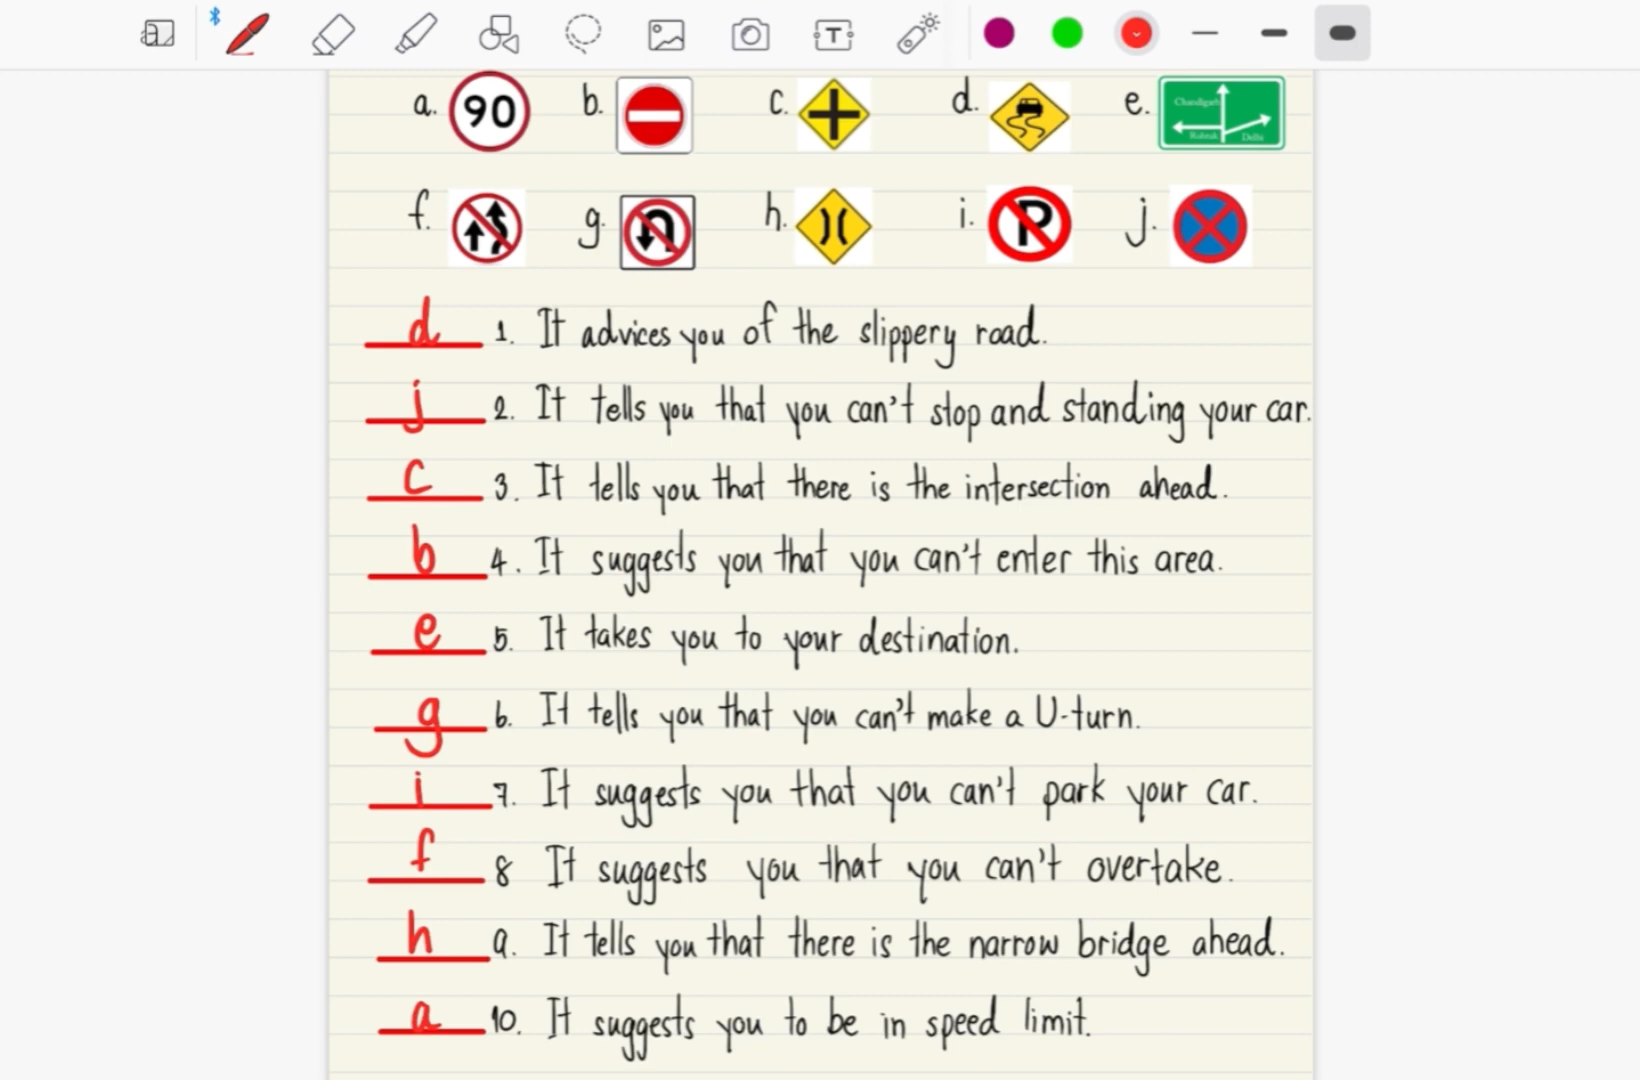 T
a. 90 b. c. d. e. Chandigarh Rohtak Delhi
f. g. h. i. P j.
d 1. It advices you of the slippery road.
j 2. It tells you that you can't stop and standing your car.
c 3. It tells you that there is the intersection ahead.
b 4. It suggests you that you can't enter this area.
e 5. It takes you to your destination.
g 6. It tells you that you can't make a U-turn.
i 7. It suggests you that you can't park your car.
f 8 It suggests you that you can't overtake.
h 9. It tells you that there is the narrow bridge ahead.
a 10. It suggests you to be in speed limit.